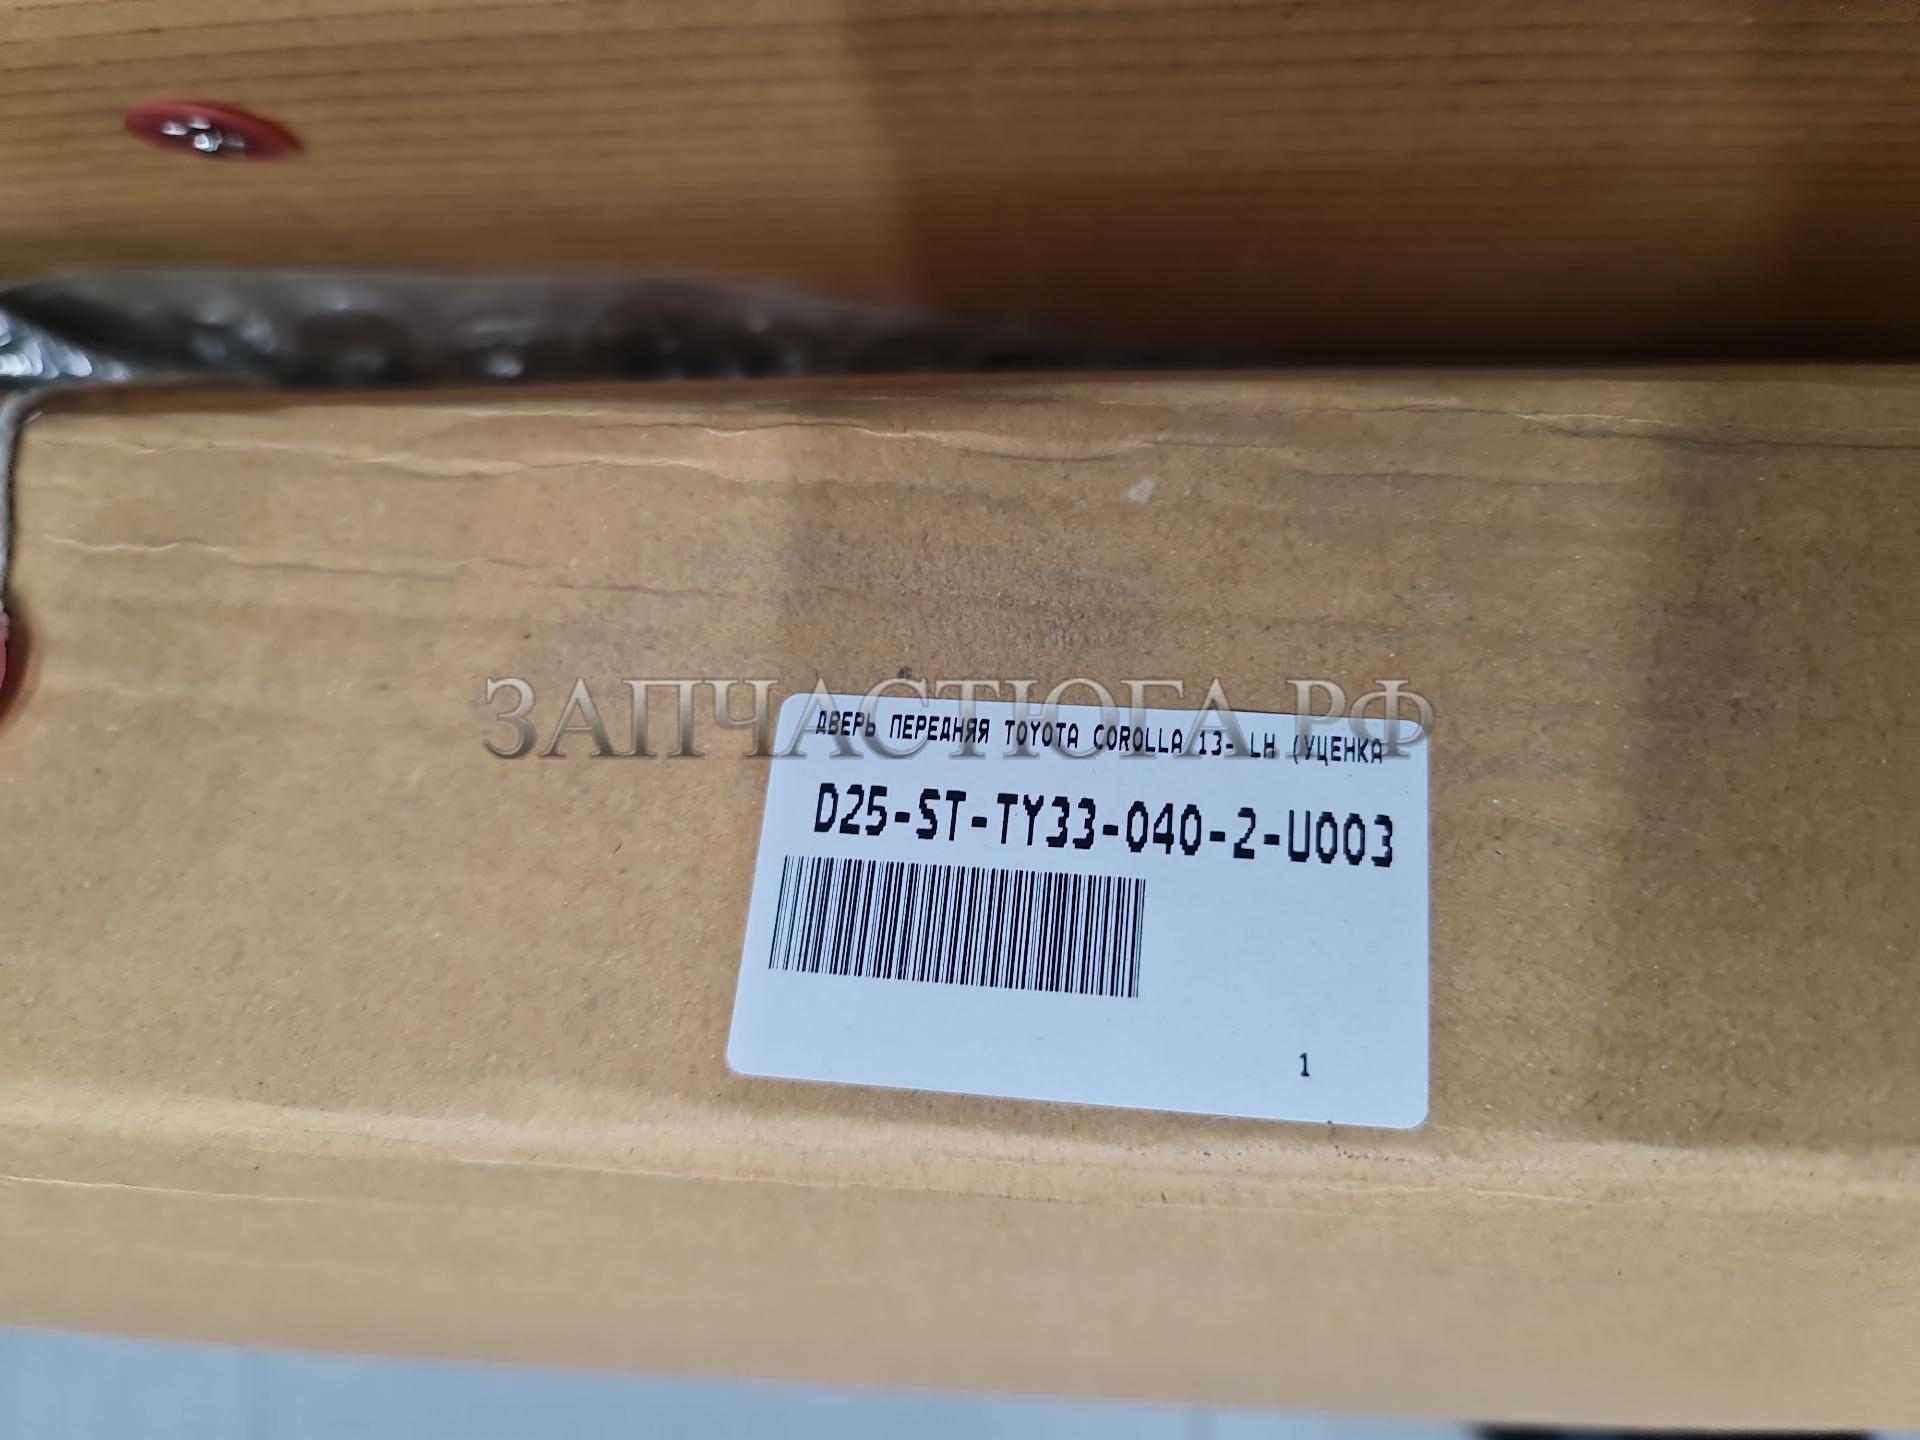 ЗАПЧАСТЮГА.РФ
ДВЕРЬ ПЕРЕДНЯЯ TOYOTA COROLLA 13- LH (УЦЕНКА
D25-ST-TY33-040-2-U003
1